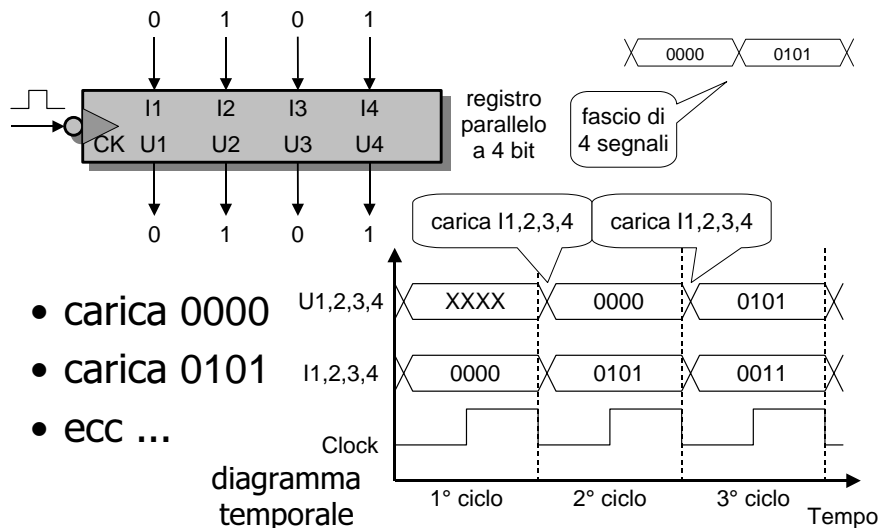 0 1 0 1
I1 I2 I3 I4
CK U1 U2 U3 U4
0 1 0 1
registro
parallelo
a 4 bit
0000 0101
fascio di
4 segnali
carica I1,2,3,4 carica I1,2,3,4
• carica 0000
• carica 0101
• ecc ...
U1,2,3,4 XXXX 0000 0101
I1,2,3,4 0000 0101 0011
Clock
diagramma
temporale
1° ciclo 2° ciclo 3° ciclo
Tempo